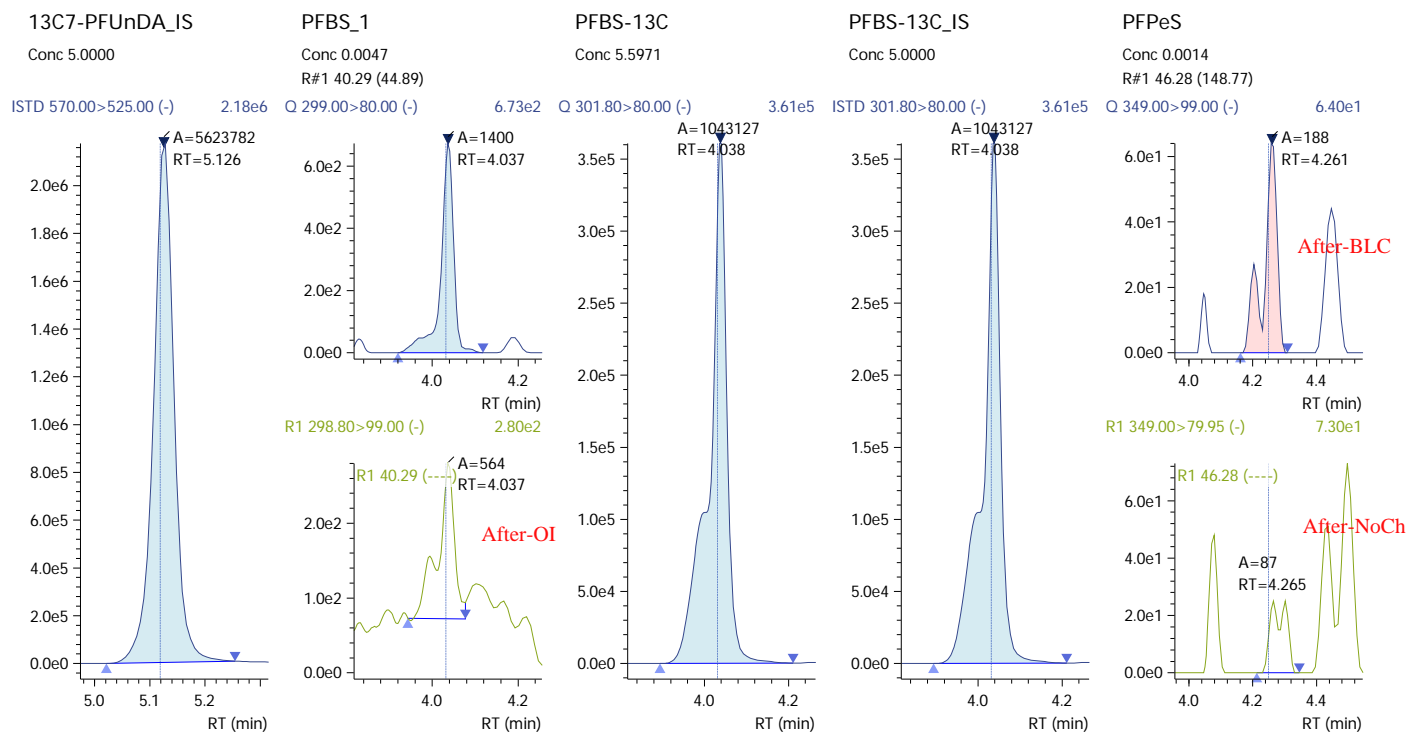 13C7-PFUnDA_IS
Conc 5.0000
ISTD 570.00>525.00 (-) 2.18e6
A=5623782
RT=5.126
2.0e6
1.8e6
1.6e6
1.4e6
1.2e6
1.0e6
8.0e5
6.0e5
4.0e5
2.0e5
0.0e0
5.0 5.1 5.2
RT (min)
PFBS_1
Conc 0.0047
R#1 40.29 (44.89)
Q 299.00>80.00 (-) 6.73e2
A=1400
RT=4.037
6.0e2
4.0e2
2.0e2
0.0e0
4.0 4.2
RT (min)
R1 298.80>99.00 (-) 2.80e2
R1 40.29 (----)
A=564
RT=4.037
After-OI
2.0e2
1.0e2
0.0e0
4.0 4.2
RT (min)
PFBS-13C
Conc 5.5971
Q 301.80>80.00 (-) 3.61e5
A=1043127
RT=4.038
3.5e5
3.0e5
2.5e5
2.0e5
1.5e5
1.0e5
5.0e4
0.0e0
4.0 4.2
RT (min)
PFBS-13C_IS
Conc 5.0000
ISTD 301.80>80.00 (-) 3.61e5
A=1043127
RT=4.038
3.5e5
3.0e5
2.5e5
2.0e5
1.5e5
1.0e5
5.0e4
0.0e0
4.0 4.2
RT (min)
PFPeS
Conc 0.0014
R#1 46.28 (148.77)
Q 349.00>99.00 (-) 6.40e1
A=188
RT=4.261
After-BLC
6.0e1
4.0e1
2.0e1
0.0e0
4.0 4.2 4.4
RT (min)
R1 349.00>79.95 (-) 7.30e1
R1 46.28 (----)
After-NoCh
A=87
RT=4.265
6.0e1
4.0e1
2.0e1
0.0e0
4.0 4.2 4.4
RT (min)